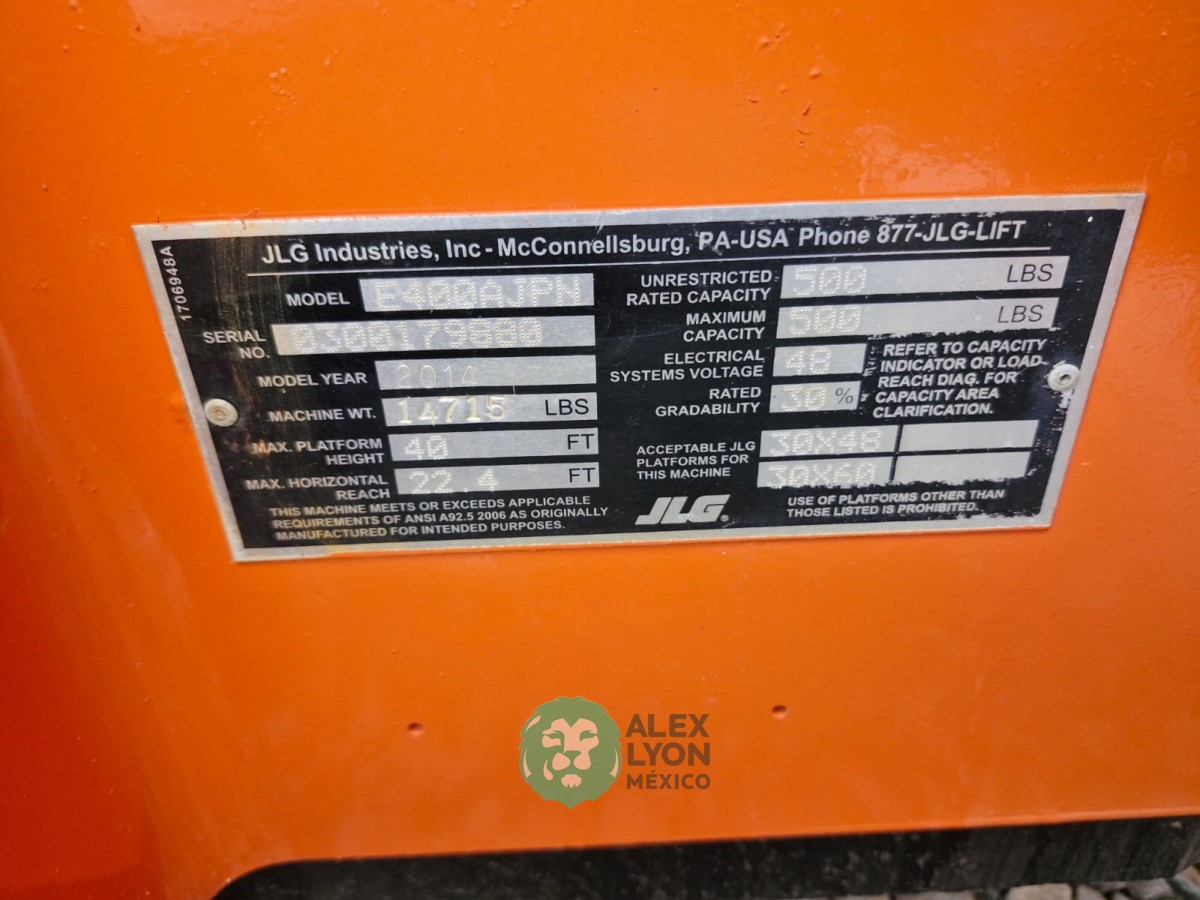 1706948A
JLG Industries, Inc - McConnellsburg, PA-USA Phone 877-JLG-LIFT
MODEL E400AJPN
SERIAL NO. 0300179880
MODEL YEAR 2014
MACHINE WT. 14715 LBS
MAX. PLATFORM HEIGHT 40 FT
MAX. HORIZONTAL REACH 22.4 FT
THIS MACHINE MEETS OR EXCEEDS APPLICABLE
REQUIREMENTS OF ANSI A92.5 2006 AS ORIGINALLY
MANUFACTURED FOR INTENDED PURPOSES.
UNRESTRICTED
RATED CAPACITY 500 LBS
MAXIMUM
CAPACITY 500 LBS
ELECTRICAL
SYSTEMS VOLTAGE 48
RATED
GRADABILITY 30 %
REFER TO CAPACITY
INDICATOR OR LOAD
REACH DIAG. FOR
CAPACITY AREA
CLARIFICATION.
ACCEPTABLE JLG
PLATFORMS FOR
THIS MACHINE
30X48
30X60
JLG®
USE OF PLATFORMS OTHER THAN
THOSE LISTED IS PROHIBITED.
ALEX
LYON
MÉXICO